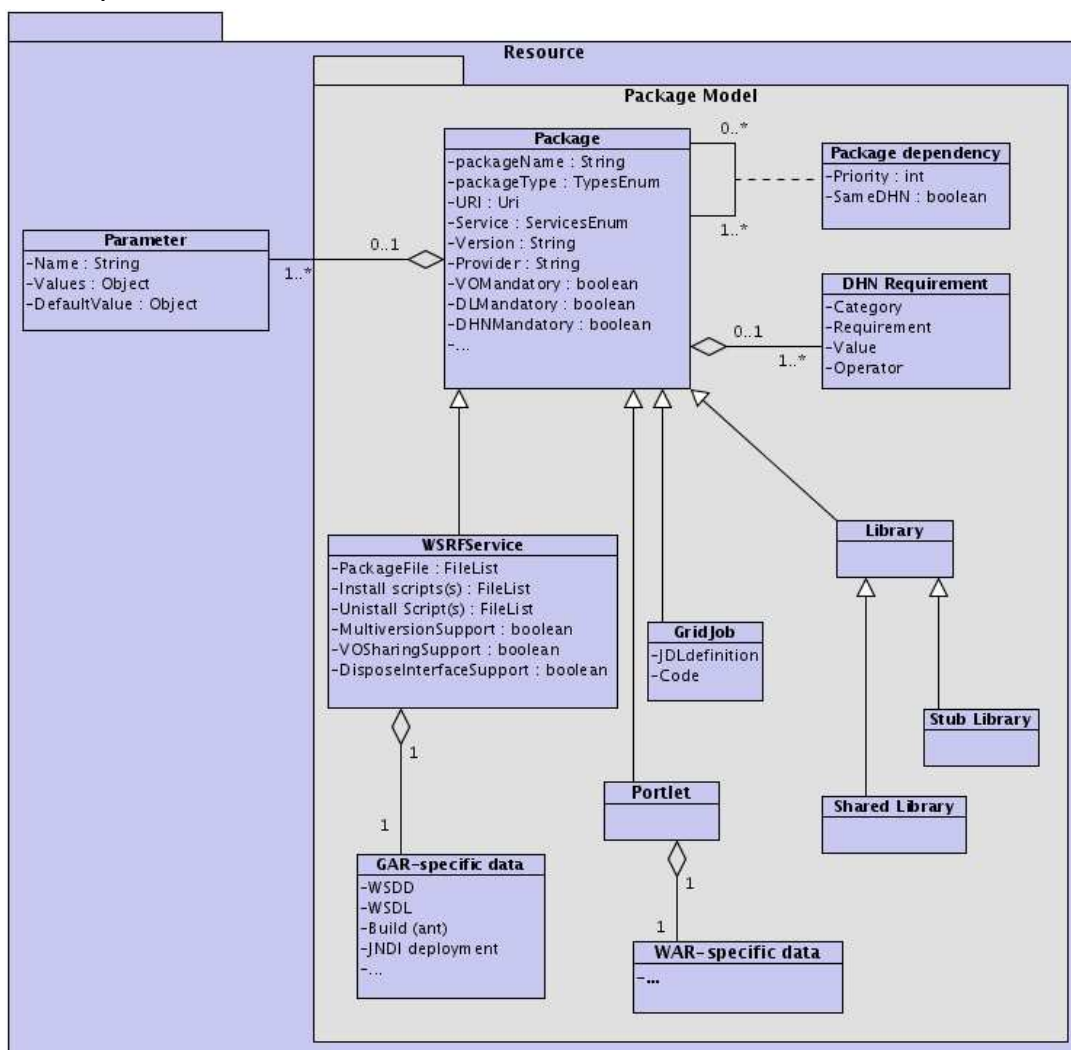 Resource
Package Model
Package
-packageName : String
-packageType : TypesEnum
-URI : Uri
-Service : ServicesEnum
-Version : String
-Provider : String
-VOMandatory : boolean
-DLMandatory : boolean
-DHNMandatory : boolean
-...
0..*
1..*
Package dependency
-Priority : int
-SameDHN : boolean
Parameter
-Name : String
-Values : Object
-DefaultValue : Object
1..*
0..1
DHN Requirement
-Category
-Requirement
-Value
-Operator
0..1
1..*
WSRFService
-PackageFile : FileList
-Install scripts(s) : FileList
-Unistall Script(s) : FileList
-MultiversionSupport : boolean
-VOSharingSupport : boolean
-DisposeInterfaceSupport : boolean
1
1
GAR-specific data
-WSDD
-WSDL
-Build (ant)
-JNDI deployment
-...
GridJob
-JDLdefinition
-Code
Portlet
1
1
WAR-specific data
-...
Library
Stub Library
Shared Library